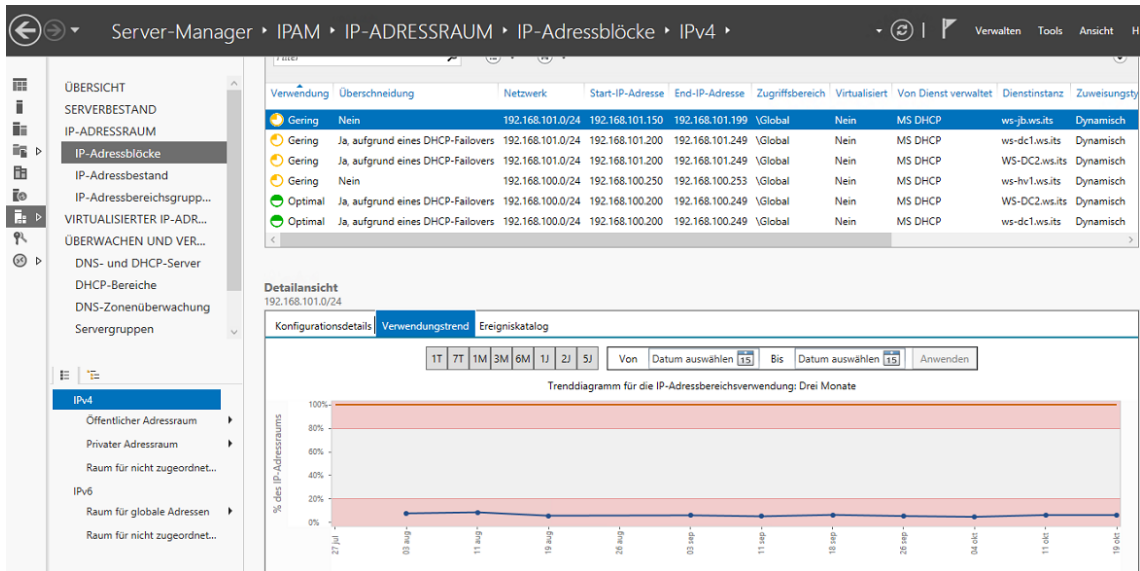 Server-Manager ‣ IPAM ‣ IP-ADRESSRAUM ‣ IP-Adressblöcke ‣ IPv4 ‣
Verwalten Tools Ansicht H
ÜBERSICHT
SERVERBESTAND
IP-ADRESSRAUM
IP-Adressblöcke
IP-Adressbestand
IP-Adressbereichsgrupp...
VIRTUALISIERTER IP-ADR...
ÜBERWACHEN UND VER...
DNS- und DHCP-Server
DHCP-Bereiche
DNS-Zonenüberwachung
Servergruppen
IPv4
Öffentlicher Adressraum
Privater Adressraum
Raum für nicht zugeordnet...
IPv6
Raum für globale Adressen
Raum für nicht zugeordnet...
Filter
Verwendung Überschneidung Netzwerk Start-IP-Adresse End-IP-Adresse Zugriffsbereich Virtualisiert Von Dienst verwaltet Dienstinstanz Zuweisungsty
Gering Nein 192.168.101.0/24 192.168.101.150 192.168.101.199 \Global Nein MS DHCP ws-jb.ws.its Dynamisch
Gering Ja, aufgrund eines DHCP-Failovers 192.168.101.0/24 192.168.101.200 192.168.101.249 \Global Nein MS DHCP ws-dc1.ws.its Dynamisch
Gering Ja, aufgrund eines DHCP-Failovers 192.168.101.0/24 192.168.101.200 192.168.101.249 \Global Nein MS DHCP WS-DC2.ws.its Dynamisch
Gering Nein 192.168.100.0/24 192.168.100.250 192.168.100.253 \Global Nein MS DHCP ws-hv1.ws.its Dynamisch
Optimal Ja, aufgrund eines DHCP-Failovers 192.168.100.0/24 192.168.100.200 192.168.100.249 \Global Nein MS DHCP WS-DC2.ws.its Dynamisch
Optimal Ja, aufgrund eines DHCP-Failovers 192.168.100.0/24 192.168.100.200 192.168.100.249 \Global Nein MS DHCP ws-dc1.ws.its Dynamisch
Detailansicht
192.168.101.0/24
Konfigurationsdetails Verwendungstrend Ereigniskatalog
1T 7T 1M 3M 6M 1J 2J 5J Von Datum auswählen 15 Bis Datum auswählen 15 Anwenden
Trenddiagramm für die IP-Adressbereichsverwendung: Drei Monate
% des IP-Adressraums
100%
80%
60%
40%
20%
0%
27 jul 03 aug 11 aug 19 aug 26 aug 03 sep 11 sep 18 sep 26 sep 04 okt 11 okt 19 okt